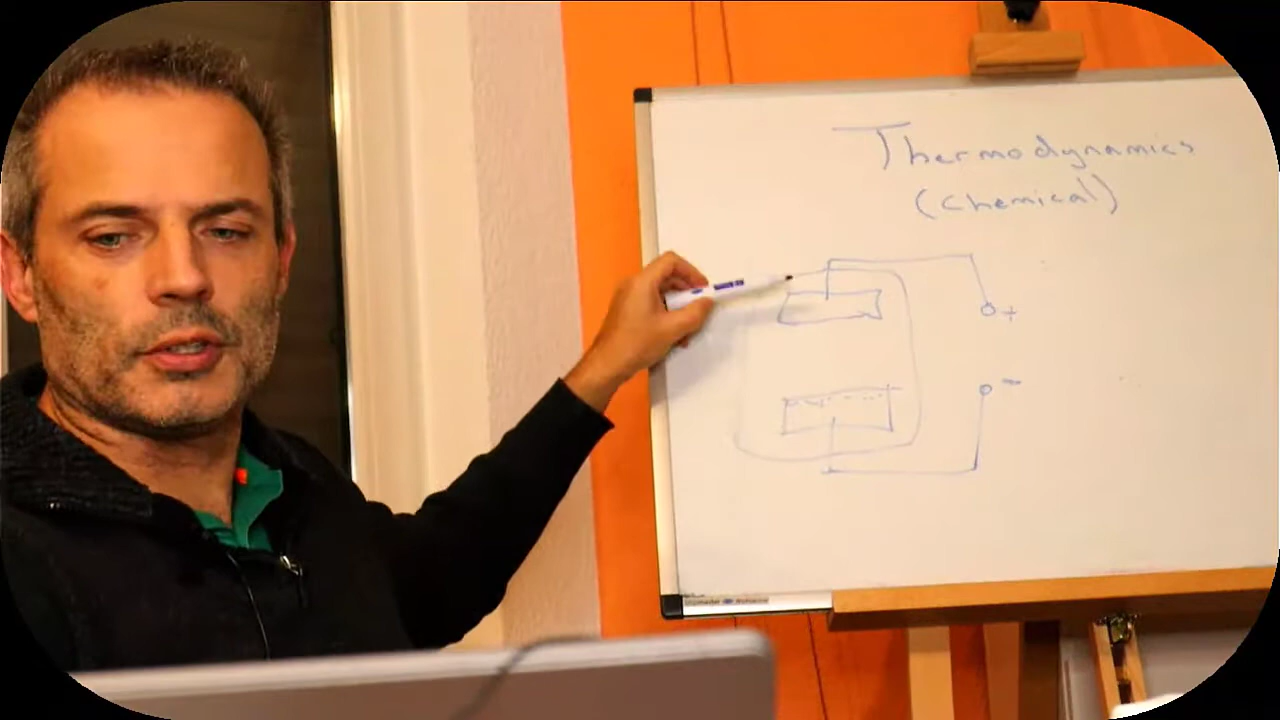 Thermodynamics
(chemical)
+
-